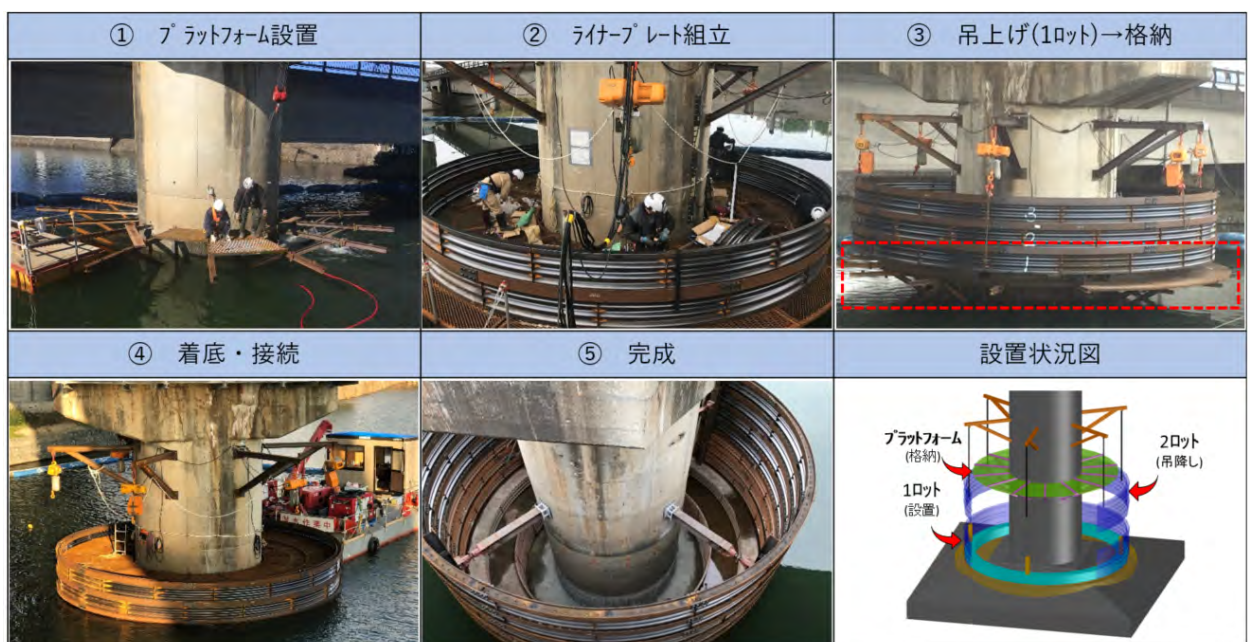 ① プラットフォーム設置
② ライナープレート組立
③ 吊上げ(1ロット)→格納
3
2
1
④ 着底・接続
⑤ 完成
設置状況図
プラットフォーム
(格納)
1ロット
(設置)
2ロット
(吊降し)